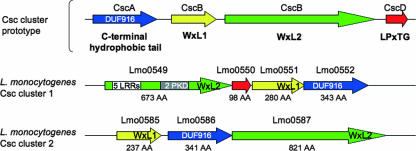 CscA CscB CscB CscD
Csc cluster prototype
DUF916
C-terminal hydrophobic tail WxL1 WxL2 LPxTG
Lmo0549 Lmo0550 Lmo0551 Lmo0552
L. monocytogenes Csc cluster 1
5 LRRs 2 PKD WxL2 WxL1 DUF916
673 AA 98 AA 280 AA 343 AA
Lmo0585 Lmo0586 Lmo0587
L. monocytogenes Csc cluster 2
WxL1 DUF916 WxL2
237 AA 341 AA 821 AA